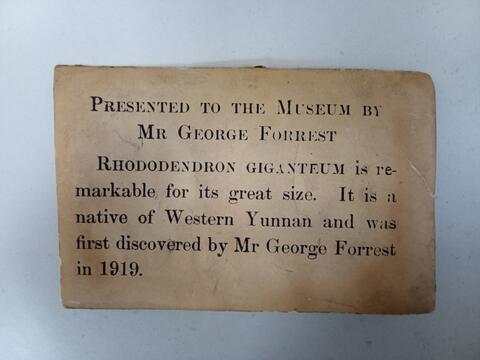 PRESENTED TO THE MUSEUM BY
MR GEORGE FORREST
RHODODENDRON GIGANTEUM is re-
markable for its great size. It is a
native of Western Yunnan and was
first discovered by Mr George Forrest
in 1919.